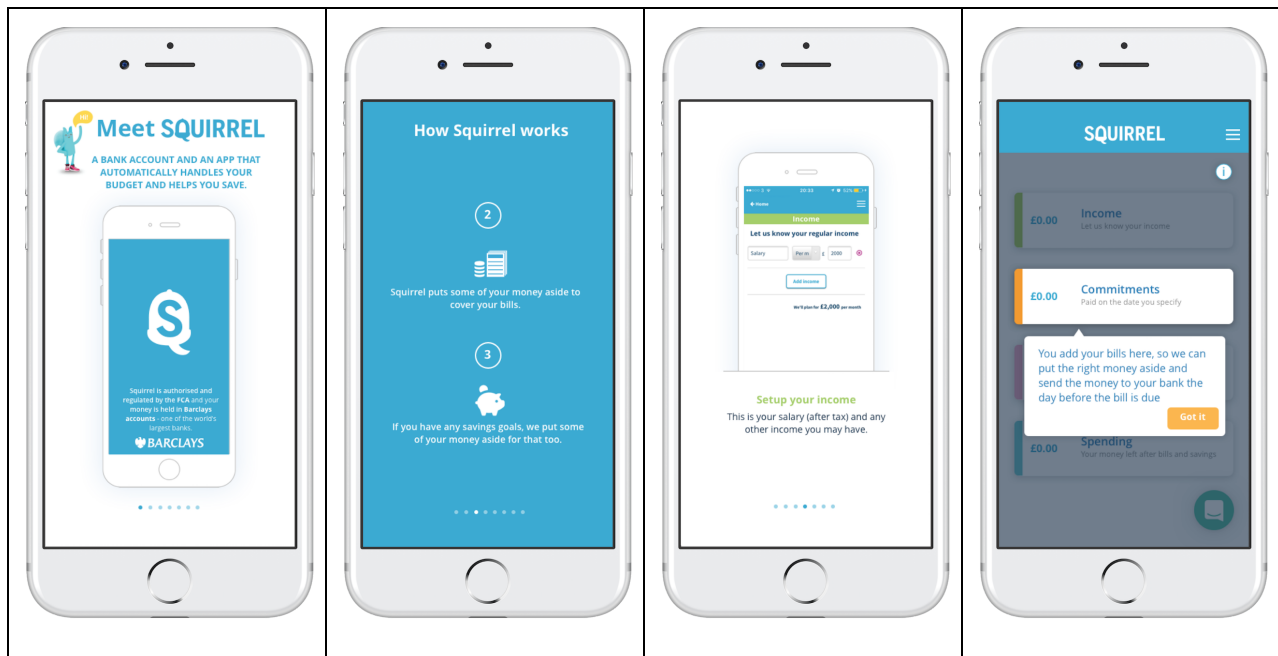 Hi!
Meet SQUIRREL
A BANK ACCOUNT AND AN APP THAT
AUTOMATICALLY HANDLES YOUR
BUDGET AND HELPS YOU SAVE.
S
Squirrel is authorised and
regulated by the FCA and your
money is held in Barclays
accounts - one of the world's
largest banks.
BARCLAYS
How Squirrel works
2
Squirrel puts some of your money aside to
cover your bills.
3
If you have any savings goals, we put some
of your money aside for that too.
20:20 52%
Home
Income
Let us know your regular income
Salary Per m £ 2000
Add income
We'll plan for £2,000 per month
Setup your income
This is your salary (after tax) and any
other income you may have.
SQUIRREL
i
£0.00 Income
Let us know your income
£0.00 Commitments
Paid on the date you specify
You add your bills here, so we can
put the right money aside and
send the money to your bank the
day before the bill is due
Got it
£0.00 Spending
Your money left after bills and savings